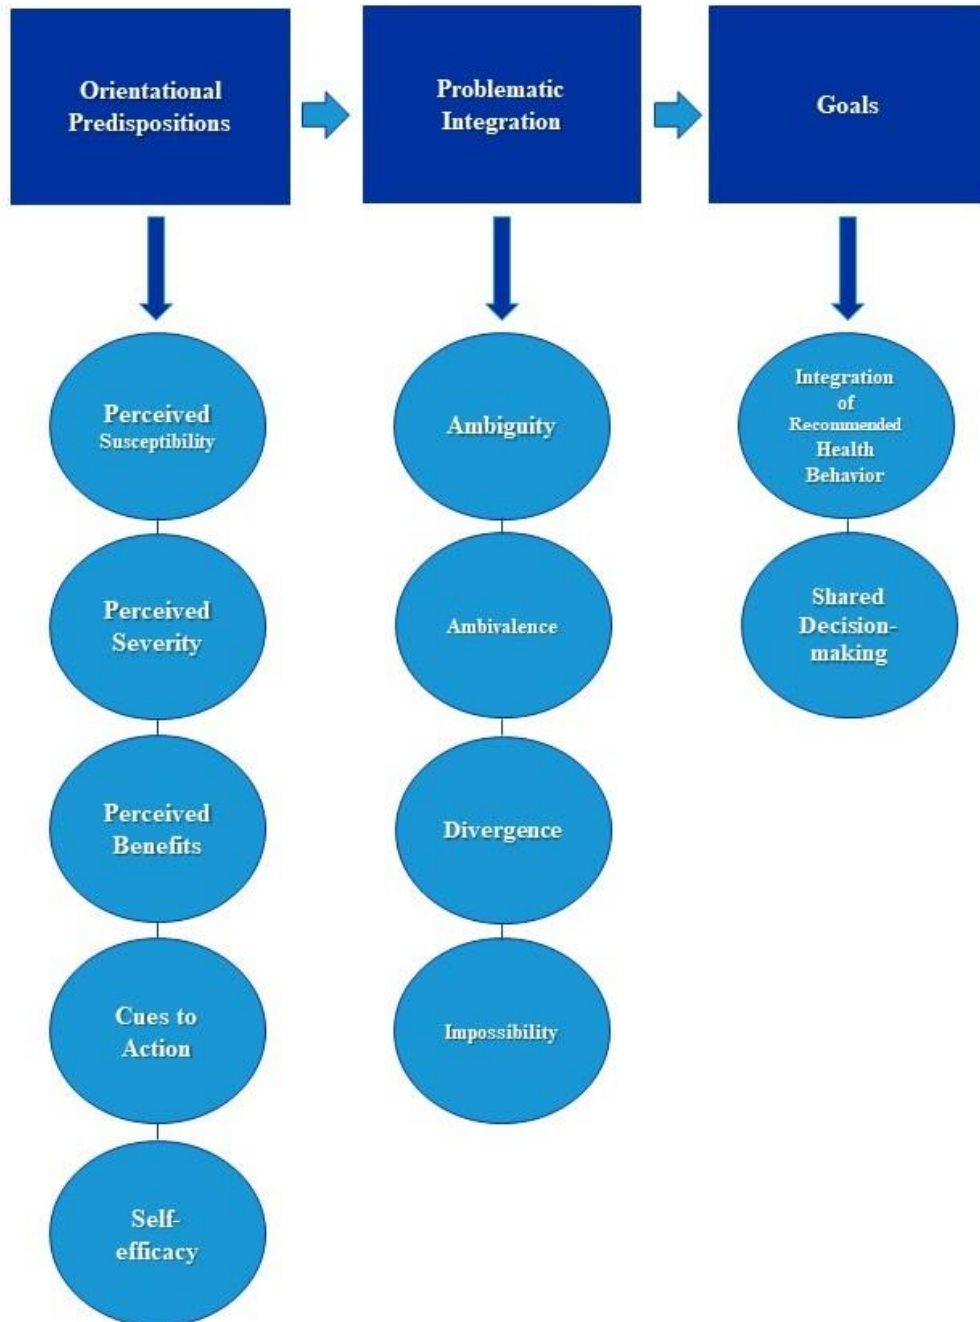 Orientational
Predispositions
Problematic
Integration
Goals
Perceived
Susceptibility
Perceived
Severity
Perceived
Benefits
Cues to
Action
Self-
efficacy
Ambiguity
Ambivalence
Divergence
Impossibility
Integration
of
Recommended
Health
Behavior
Shared
Decision-
making